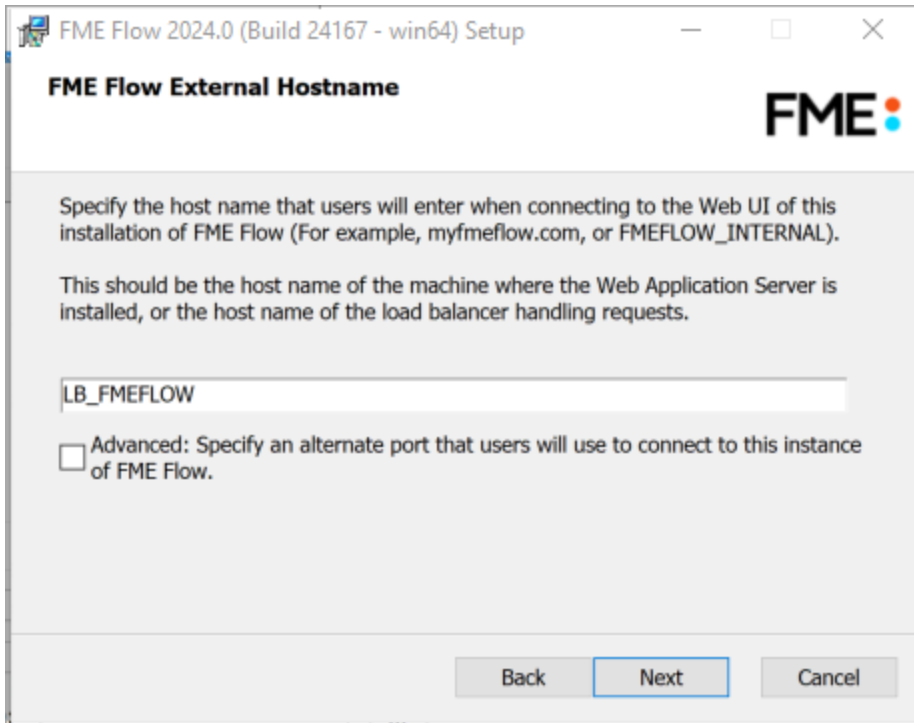 FME Flow 2024.0 (Build 24167 - win64) Setup
FME Flow External Hostname
FME:
Specify the host name that users will enter when connecting to the Web UI of this
installation of FME Flow (For example, myfmeflow.com, or FMEFLOW_INTERNAL).
This should be the host name of the machine where the Web Application Server is
installed, or the host name of the load balancer handling requests.
LB_FMEFLOW
Advanced: Specify an alternate port that users will use to connect to this instance
of FME Flow.
Back
Next
Cancel